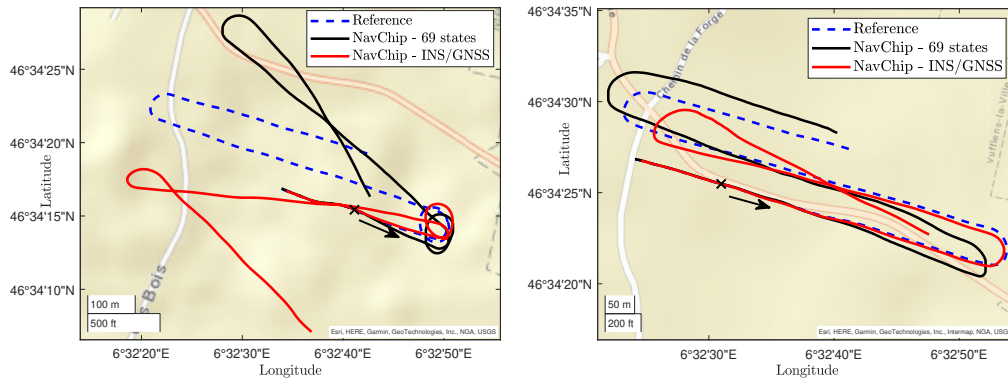 Reference
NavChip - 69 states
NavChip - INS/GNSS
46°34'25"N
46°34'20"N
46°34'15"N
46°34'10"N
Latitude
Bois
100 m
500 ft
Esri, HERE, Garmin, GeoTechnologies, Inc., NGA, USGS
6°32'20"E
6°32'30"E
6°32'40"E
6°32'50"E
Longitude
Reference
NavChip - 69 states
NavChip - INS/GNSS
46°34'35"N
46°34'30"N
46°34'25"N
46°34'20"N
Latitude
Chemin de la Forge
Vufflens-la-Ville
50 m
200 ft
Esri, HERE, Garmin, GeoTechnologies, Inc., Intermap, NGA, USGS
6°32'30"E
6°32'40"E
6°32'50"E
Longitude